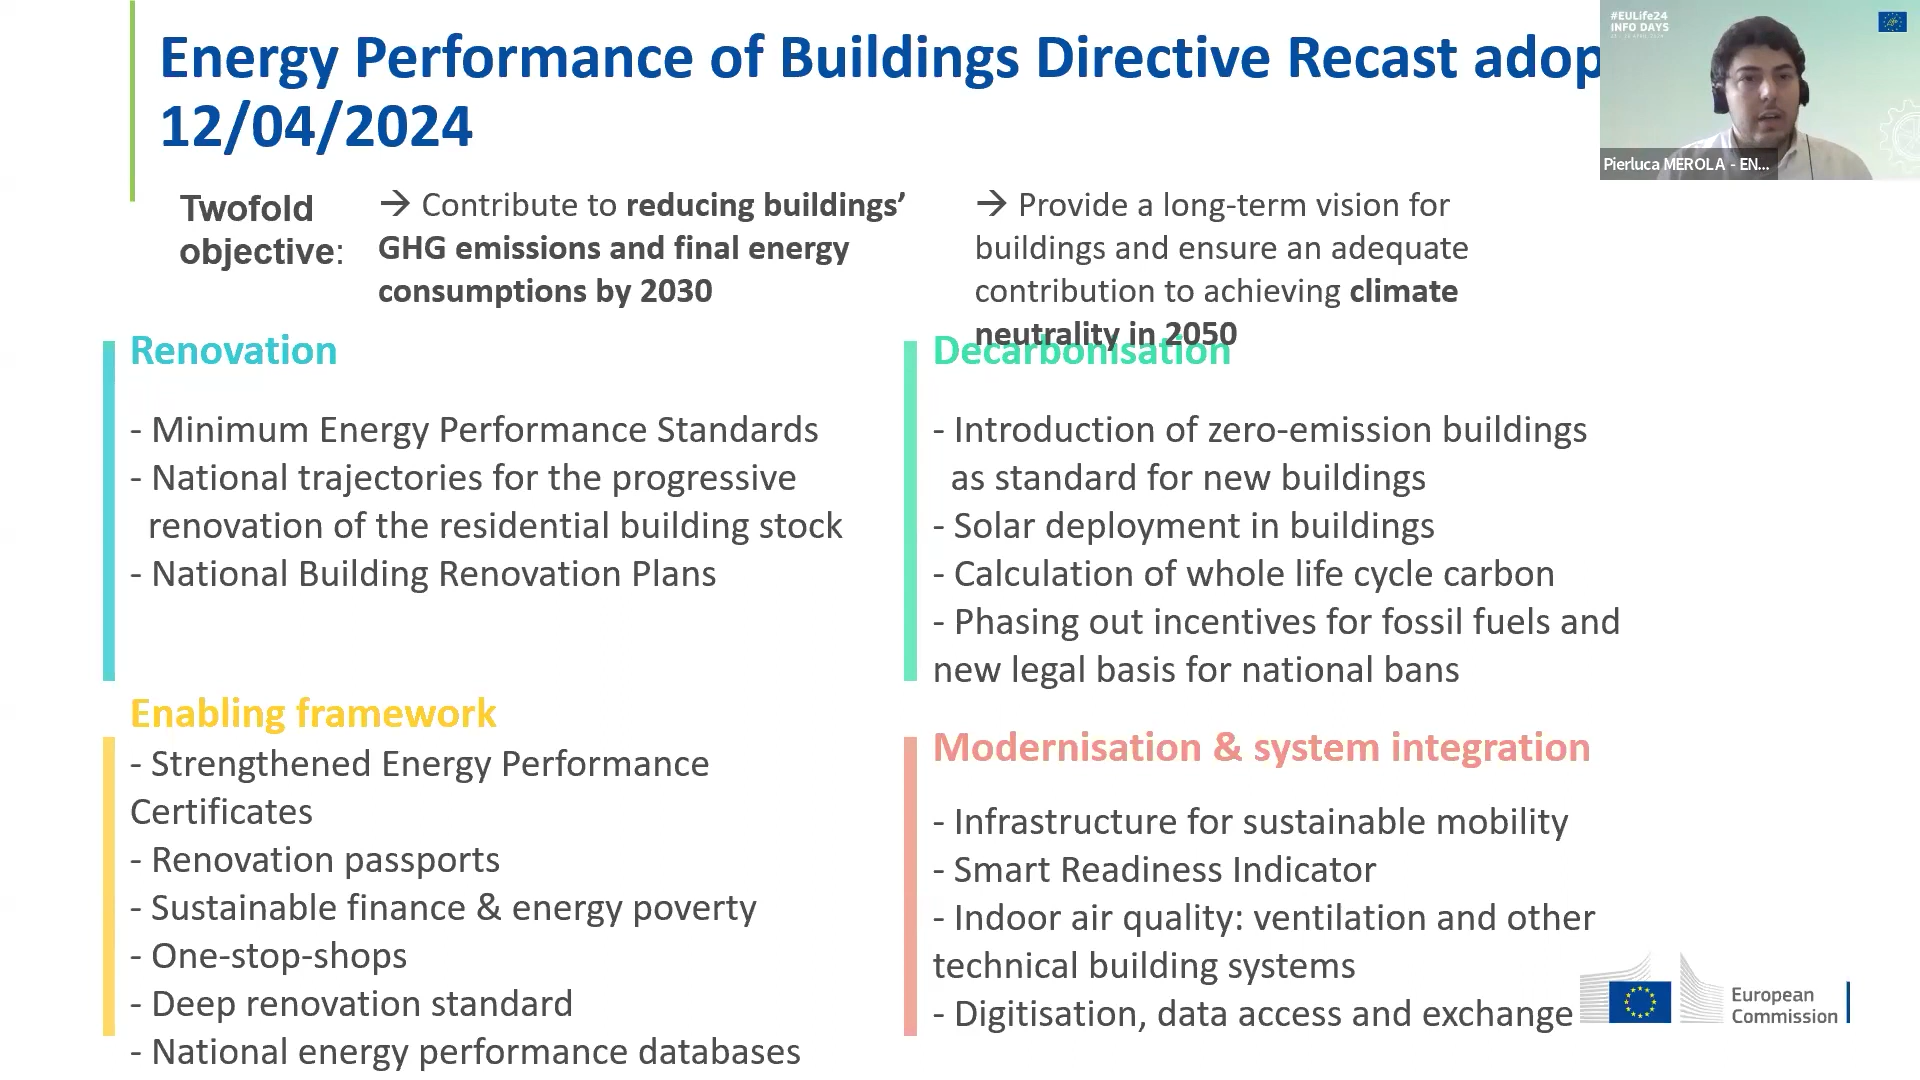 Energy Performance of Buildings Directive Recast adop
12/04/2024
#EULife24
INFO DAYS
Pierluca MEROLA - EN...
Twofold
objective:
→ Contribute to reducing buildings’
GHG emissions and final energy
consumptions by 2030
→ Provide a long-term vision for
buildings and ensure an adequate
contribution to achieving climate
neutrality in 2050
Renovation
- Minimum Energy Performance Standards
- National trajectories for the progressive
renovation of the residential building stock
- National Building Renovation Plans
Decarbonisation
- Introduction of zero-emission buildings
as standard for new buildings
- Solar deployment in buildings
- Calculation of whole life cycle carbon
- Phasing out incentives for fossil fuels and
new legal basis for national bans
Enabling framework
- Strengthened Energy Performance
Certificates
- Renovation passports
- Sustainable finance & energy poverty
- One-stop-shops
- Deep renovation standard
- National energy performance databases
Modernisation & system integration
- Infrastructure for sustainable mobility
- Smart Readiness Indicator
- Indoor air quality: ventilation and other
technical building systems
- Digitisation, data access and exchange
European
Commission